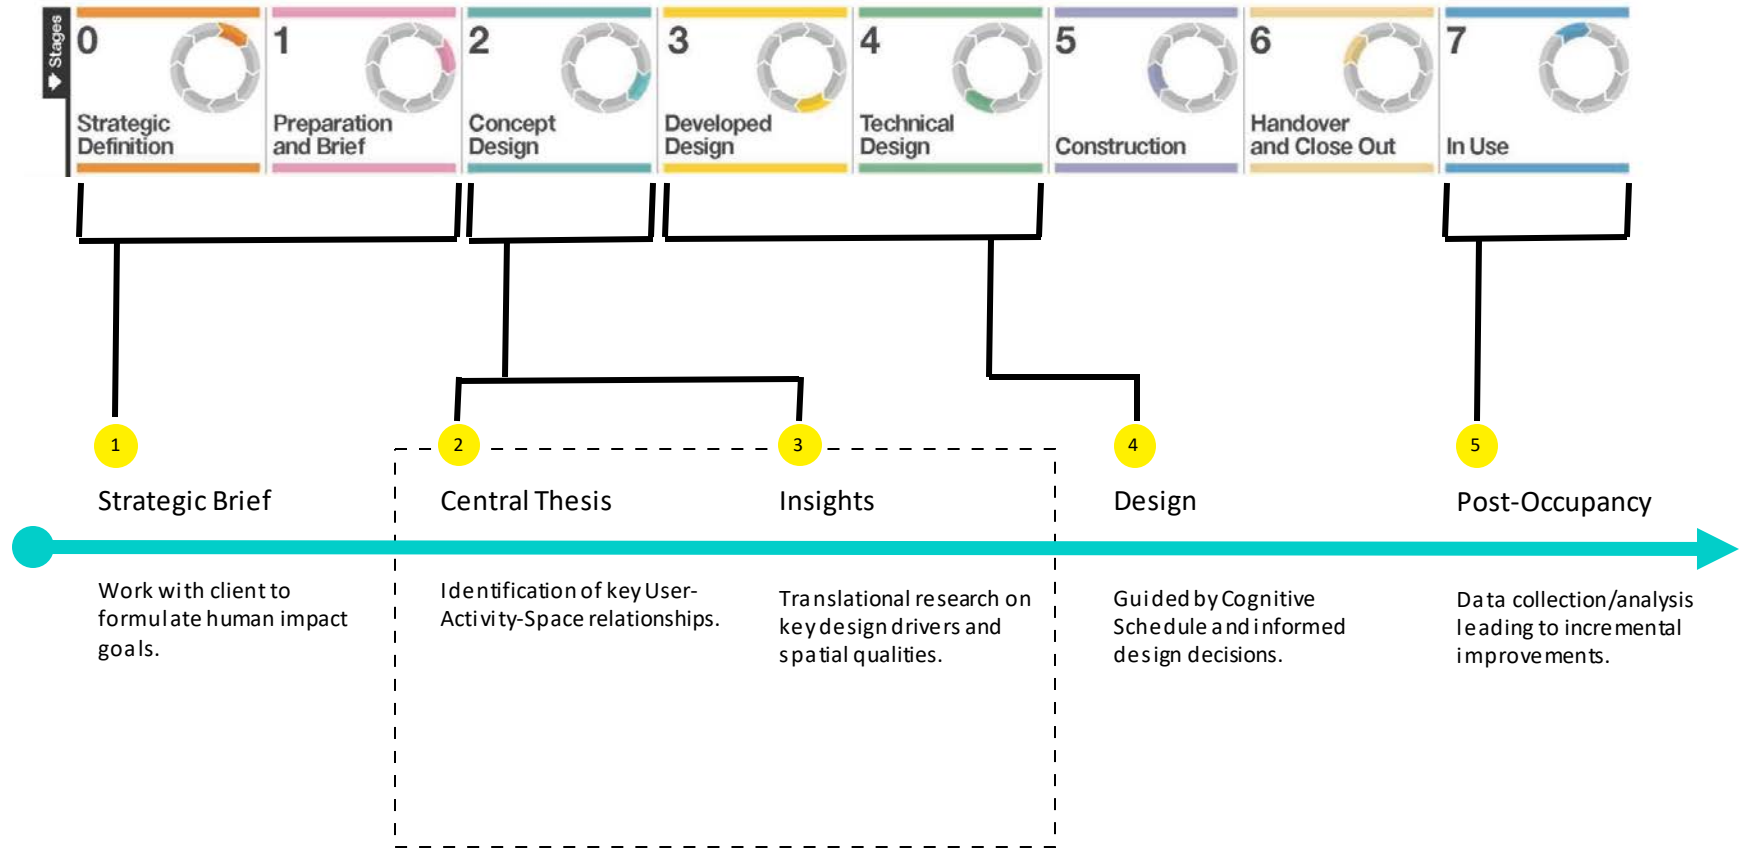 Stages
0
Strategic
Definition
1
Preparation
and Brief
2
Concept
Design
3
Developed
Design
4
Technical
Design
5
Construction
6
Handover
and Close Out
7
In Use
1
Strategic Brief
Work with client to
formulate human impact
goals.
2
Central Thesis
Identification of key User-
Activity-Space relationships.
3
Insights
Translational research on
key design drivers and
spatial qualities.
4
Design
Guided by Cognitive
Schedule and informed
design decisions.
5
Post-Occupancy
Data collection/analysis
leading to incremental
improvements.